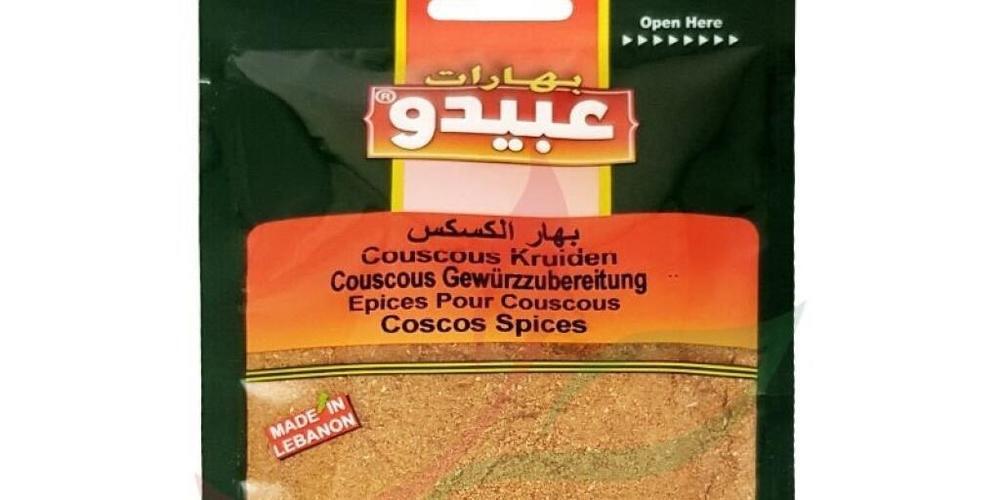 Open Here
بهارات
عبيدو®
بهار الكسكس
Couscous Kruiden
Couscous Gewürzzubereitung
Epices Pour Couscous
Coscos Spices
MADE IN
LEBANON